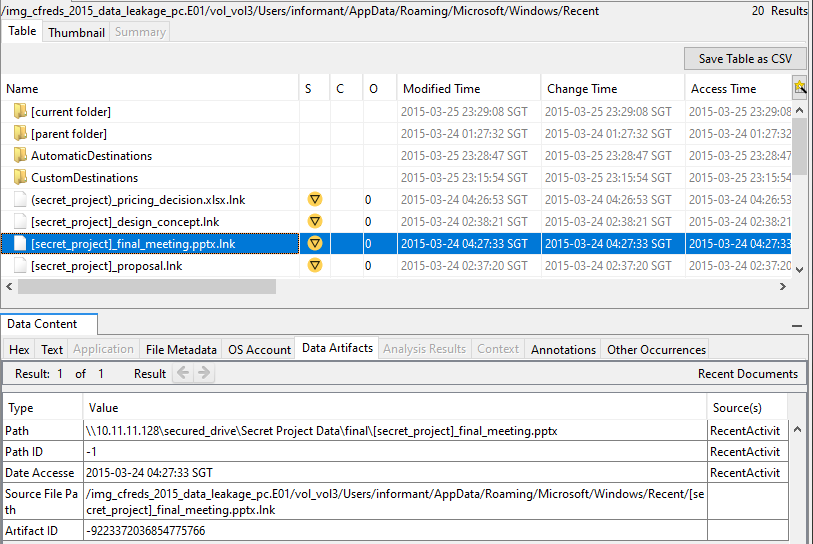 /img_cfreds_2015_data_leakage_pc.E01/vol_vol3/Users/informant/AppData/Roaming/Microsoft/Windows/Recent 20 Results
Table Thumbnail Summary
Save Table as CSV
Name S C O Modified Time Change Time Access Time
[current folder] 2015-03-25 23:29:08 SGT 2015-03-25 23:29:08 SGT 2015-03-25 23:29:08
[parent folder] 2015-03-24 01:27:32 SGT 2015-03-24 01:27:32 SGT 2015-03-24 01:27:32
AutomaticDestinations 2015-03-25 23:28:47 SGT 2015-03-25 23:28:47 SGT 2015-03-25 23:28:47
CustomDestinations 2015-03-25 23:15:54 SGT 2015-03-25 23:15:54 SGT 2015-03-25 23:15:54
(secret_project)_pricing_decision.xlsx.lnk 0 2015-03-24 04:26:53 SGT 2015-03-24 04:26:53 SGT 2015-03-24 04:26:53
[secret_project]_design_concept.lnk 0 2015-03-24 02:38:21 SGT 2015-03-24 02:38:21 SGT 2015-03-24 02:38:21
[secret_project]_final_meeting.pptx.lnk 0 2015-03-24 04:27:33 SGT 2015-03-24 04:27:33 SGT 2015-03-24 04:27:33
[secret_project]_proposal.lnk 0 2015-03-24 02:37:20 SGT 2015-03-24 02:37:20 SGT 2015-03-24 02:37:20
Data Content
Hex Text Application File Metadata OS Account Data Artifacts Analysis Results Context Annotations Other Occurrences
Result: 1 of 1 Result Recent Documents
Type Value Source(s)
Path \\10.11.11.128\secured_drive\Secret Project Data\final\[secret_project]_final_meeting.pptx RecentActivit
Path ID -1 RecentActivit
Date Accesse 2015-03-24 04:27:33 SGT RecentActivit
Source File Pa /img_cfreds_2015_data_leakage_pc.E01/vol_vol3/Users/informant/AppData/Roaming/Microsoft/Windows/Recent/[sec
th ret_project]_final_meeting.pptx.lnk
Artifact ID -9223372036854775766